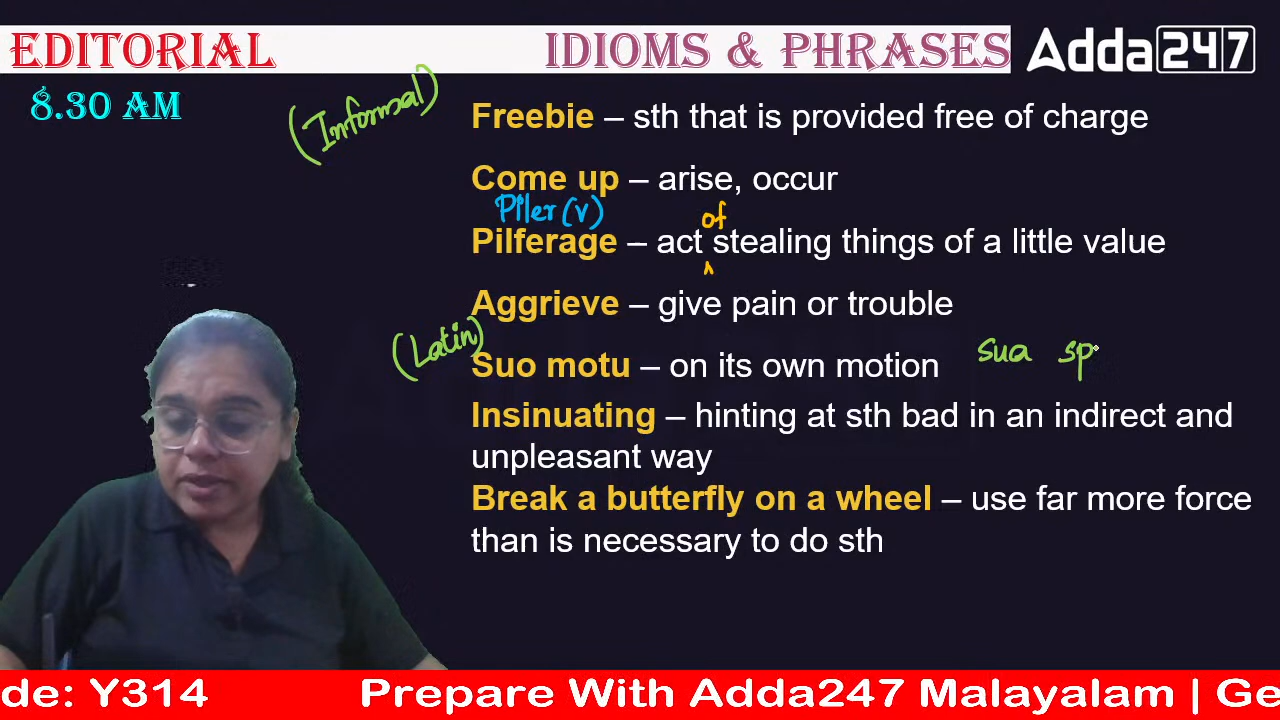 EDITORIAL IDIOMS & PHRASES Adda247
8.30 AM
(Informal)
Freebie – sth that is provided free of charge
Come up – arise, occur
Piler (v) of
Pilferage – act stealing things of a little value
Aggrieve – give pain or trouble
(Latin)
Suo motu – on its own motion sua sp
Insinuating – hinting at sth bad in an indirect and
unpleasant way
Break a butterfly on a wheel – use far more force
than is necessary to do sth
de: Y314 Prepare With Adda247 Malayalam | Ge